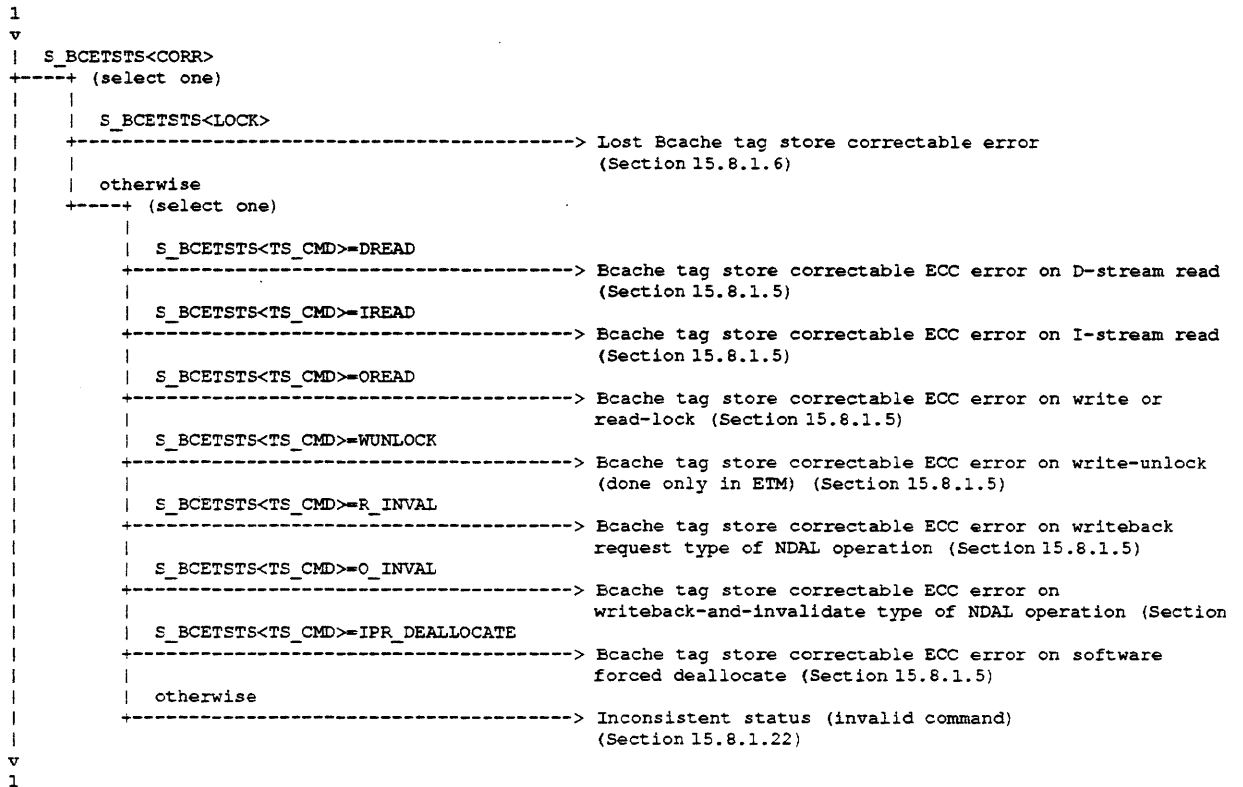 1
v
|  S_BCETSTS<CORR>
+----+ (select one)
|    |
|    |  S_BCETSTS<LOCK>
|    +---------------------------------------------> Lost Bcache tag store correctable error
|    |                                               (Section 15.8.1.6)
|    |  otherwise
|    +-----+ (select one)
|          |
|          |  S_BCETSTS<TS_CMD>=DREAD
|          +---------------------------------------> Bcache tag store correctable ECC error on D-stream read
|          |                                         (Section 15.8.1.5)
|          |  S_BCETSTS<TS_CMD>=IREAD
|          +---------------------------------------> Bcache tag store correctable ECC error on I-stream read
|          |                                         (Section 15.8.1.5)
|          |  S_BCETSTS<TS_CMD>=OREAD
|          +---------------------------------------> Bcache tag store correctable ECC error on write or
|          |                                         read-lock (Section 15.8.1.5)
|          |  S_BCETSTS<TS_CMD>=WUNLOCK
|          +---------------------------------------> Bcache tag store correctable ECC error on write-unlock
|          |                                         (done only in ETM) (Section 15.8.1.5)
|          |  S_BCETSTS<TS_CMD>=R_INVAL
|          +---------------------------------------> Bcache tag store correctable ECC error on writeback
|          |                                         request type of NDAL operation (Section 15.8.1.5)
|          |  S_BCETSTS<TS_CMD>=O_INVAL
|          +---------------------------------------> Bcache tag store correctable ECC error on
|          |                                         writeback-and-invalidate type of NDAL operation (Section
|          |  S_BCETSTS<TS_CMD>=IPR_DEALLOCATE
|          +---------------------------------------> Bcache tag store correctable ECC error on software
|          |                                         forced deallocate (Section 15.8.1.5)
|          |  otherwise
|          +---------------------------------------> Inconsistent status (invalid command)
|                                                    (Section 15.8.1.22)
v
1